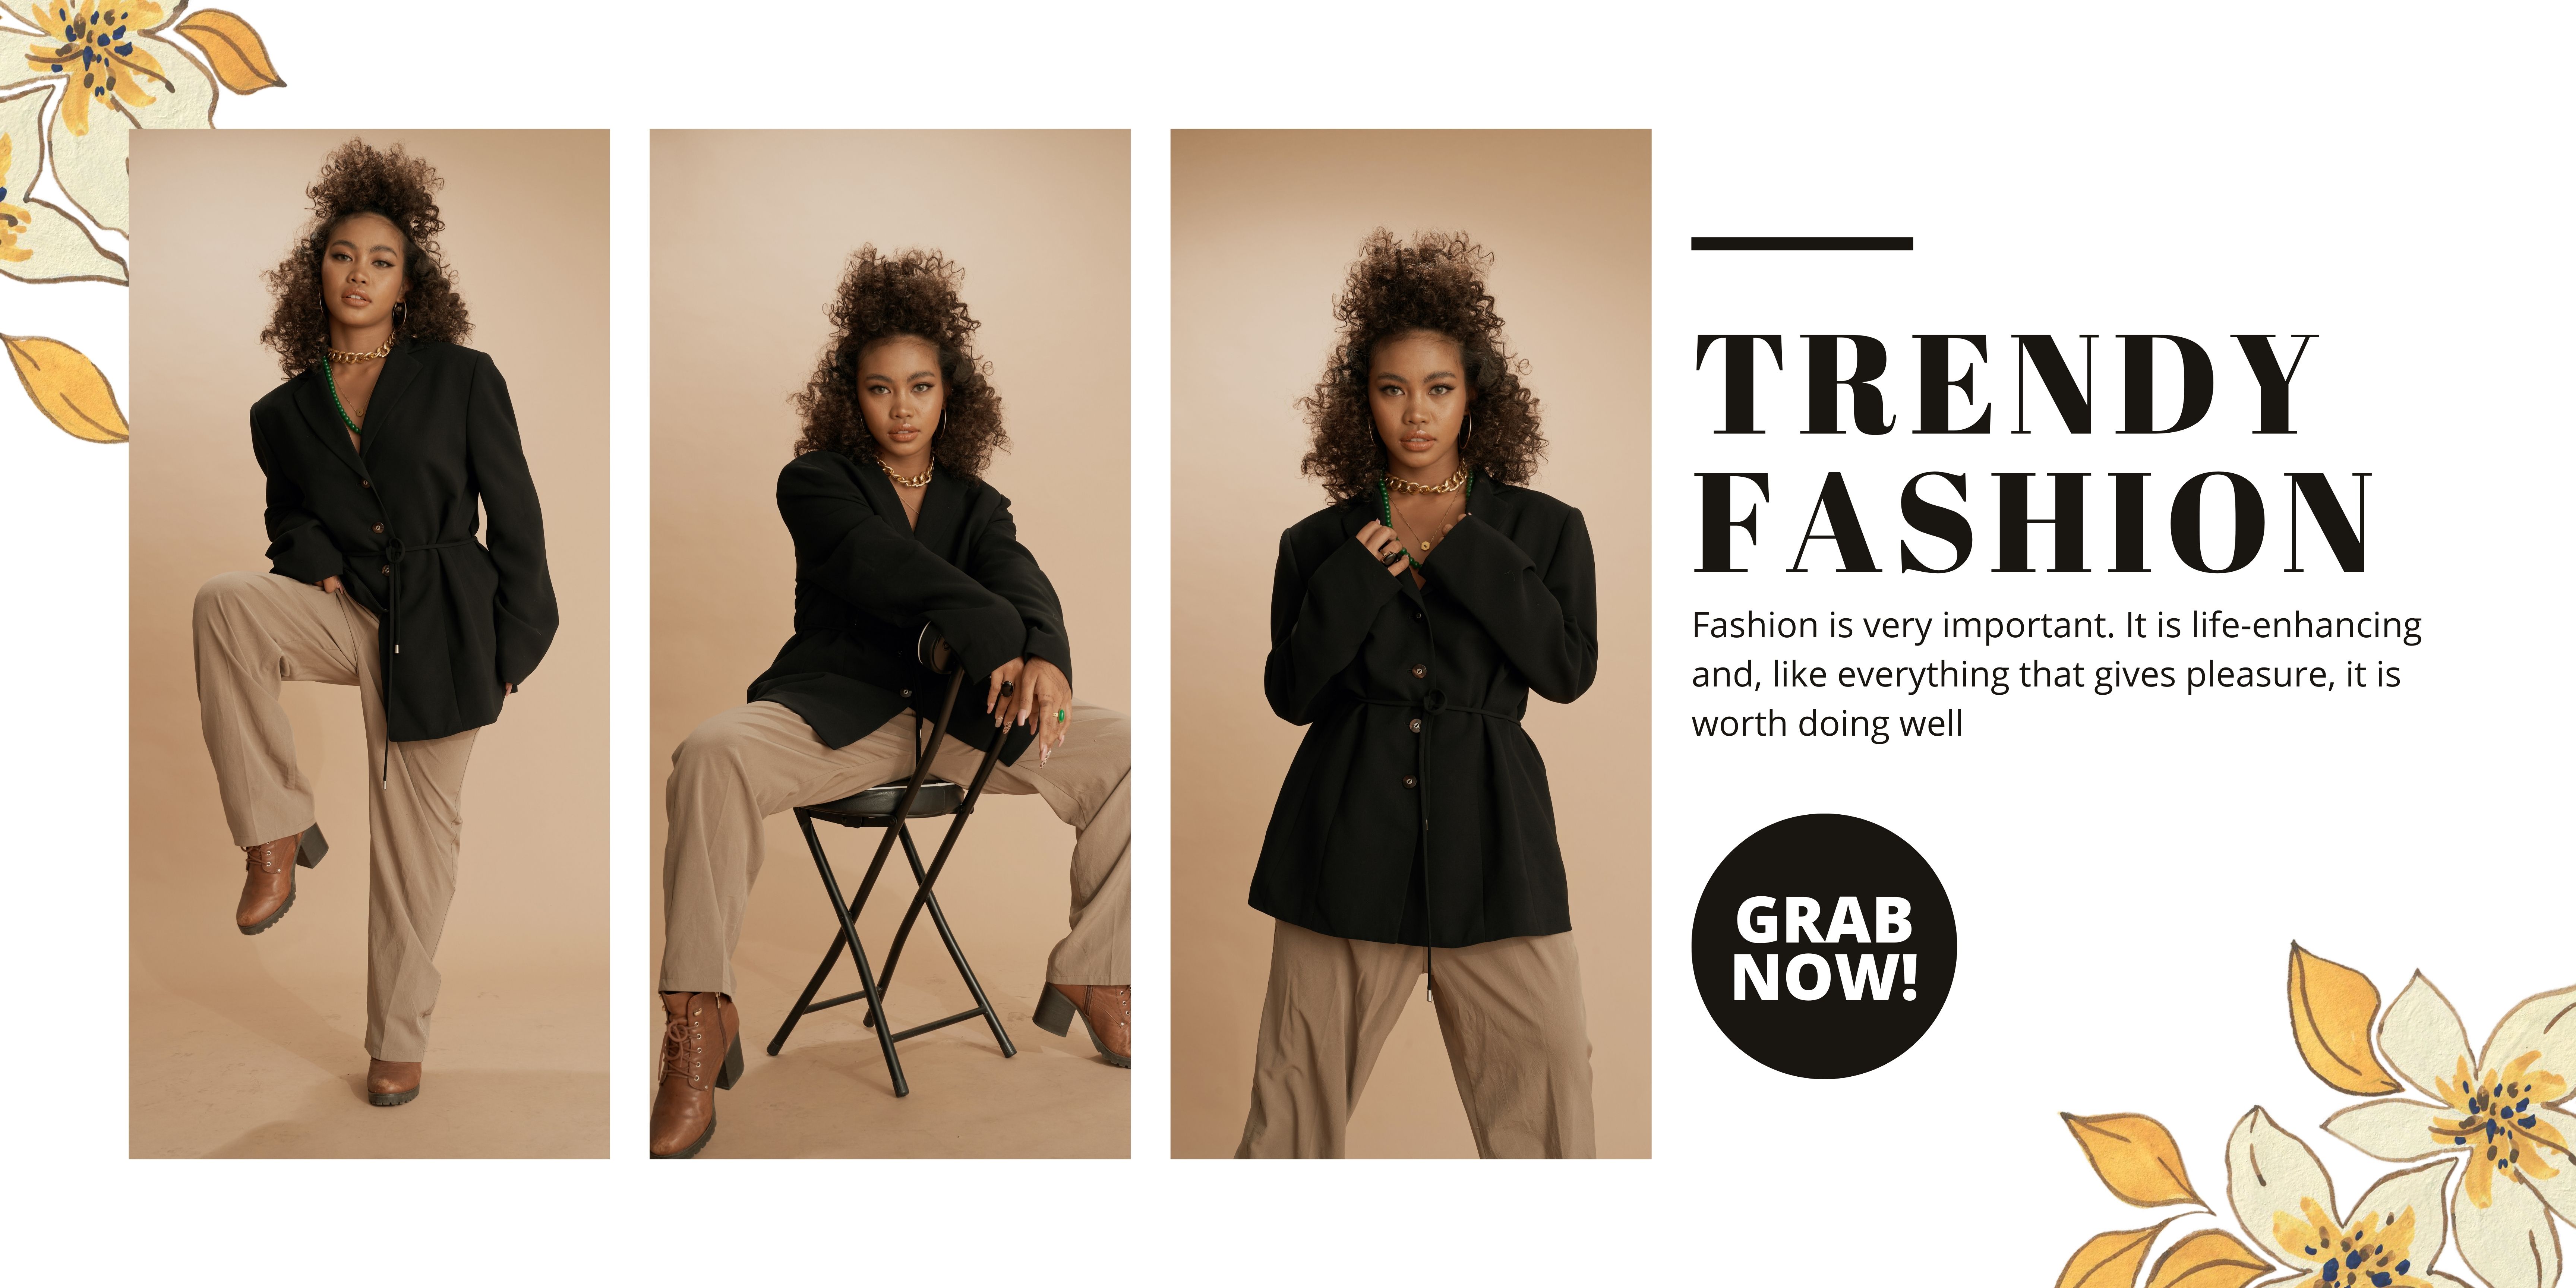 TRENDY
FASHION
Fashion is very important. It is life-enhancing
and, like everything that gives pleasure, it is
worth doing well
GRAB
NOW!